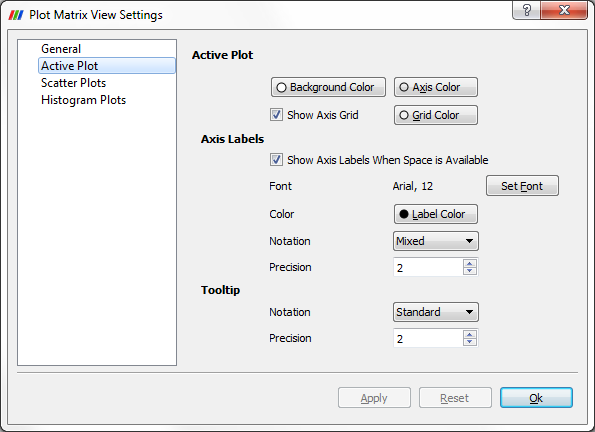 Plot Matrix View Settings
?
General
Active Plot
Scatter Plots
Histogram Plots
Active Plot
Background Color
Axis Color
Show Axis Grid
Grid Color
Axis Labels
Show Axis Labels When Space is Available
Font Arial, 12 Set Font
Color Label Color
Notation Mixed
Precision 2
Tooltip
Notation Standard
Precision 2
Apply Reset Ok